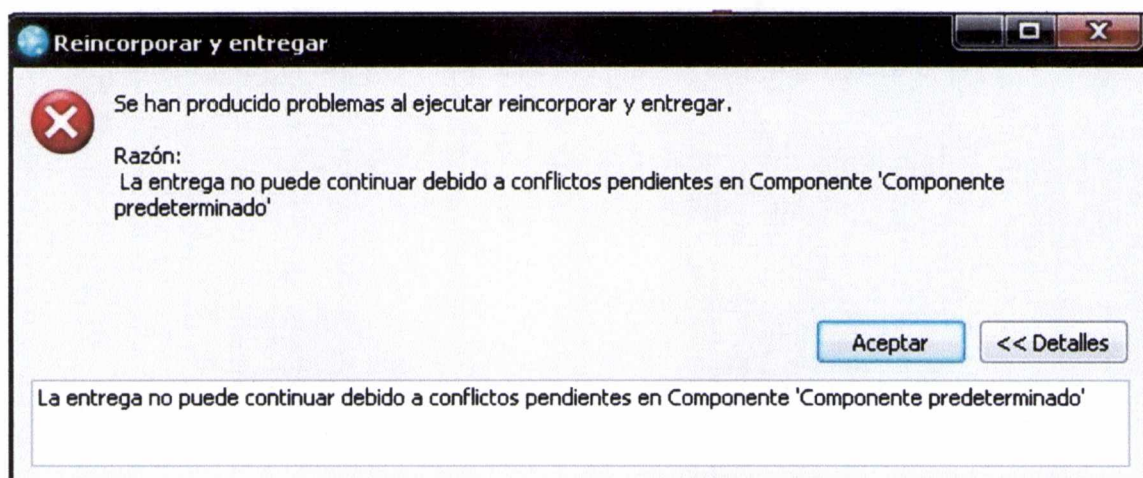 Reincorporar y entregar
Se han producido problemas al ejecutar reincorporar y entregar.
Razón:
La entrega no puede continuar debido a conflictos pendientes en Componente 'Componente
predeterminado'
Aceptar
<< Detalles
La entrega no puede continuar debido a conflictos pendientes en Componente 'Componente predeterminado'